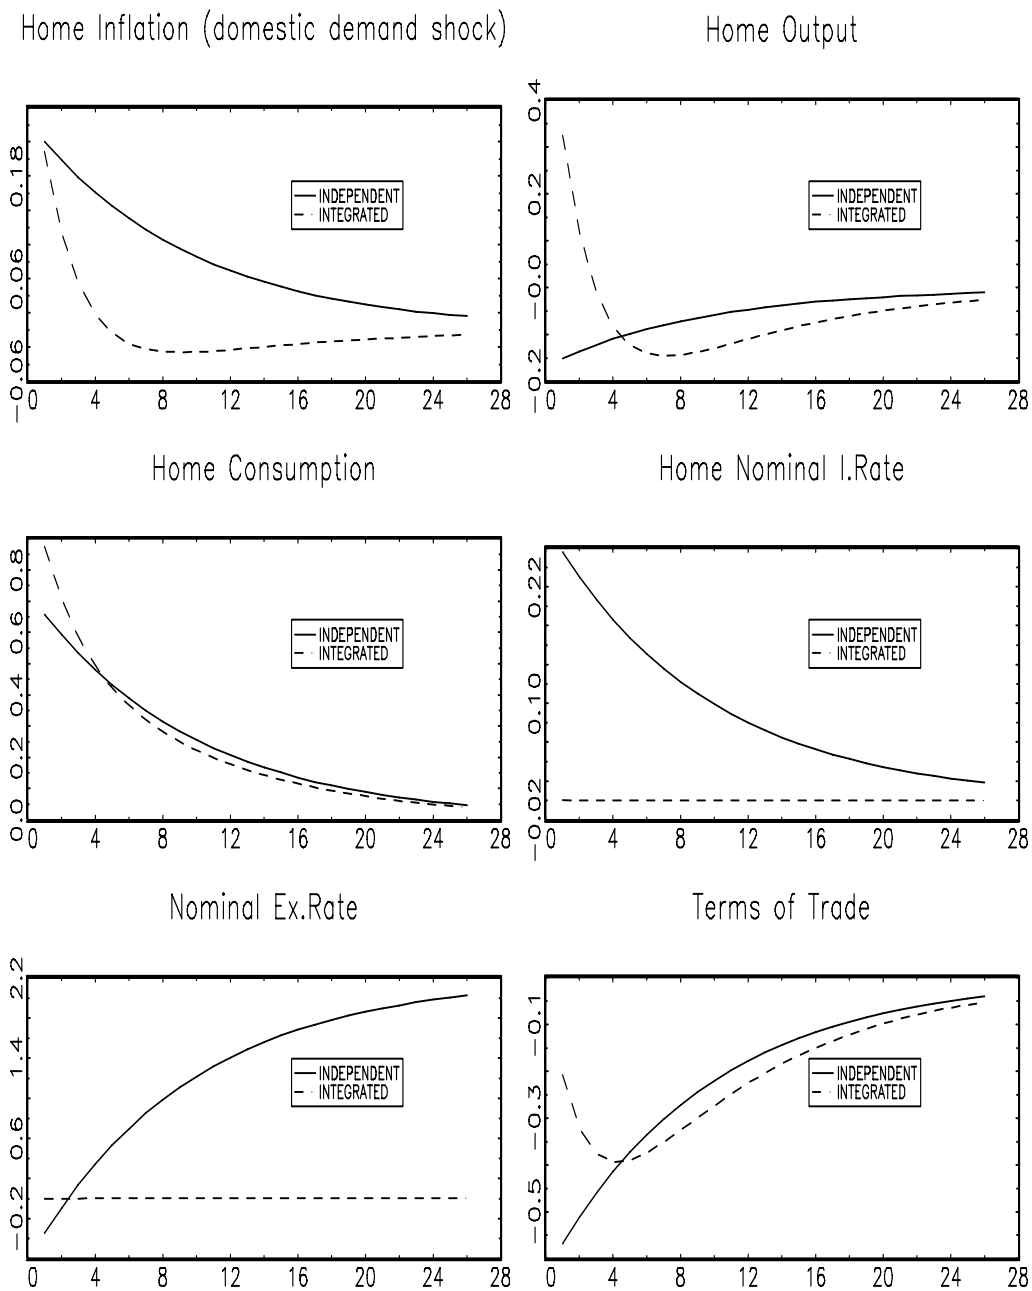 Home Inflation (domestic demand shock)
Home Output
0.18
0.06
-0.06
INDEPENDENT
INTEGRATED
0 4 8 12 16 20 24 28
0.4
0.2
-0.0
-0.2
INDEPENDENT
INTEGRATED
0 4 8 12 16 20 24 28
Home Consumption
Home Nominal I.Rate
0.8
0.6
0.4
0.2
0.0
INDEPENDENT
INTEGRATED
0 4 8 12 16 20 24 28
0.22
0.10
-0.02
INDEPENDENT
INTEGRATED
0 4 8 12 16 20 24 28
Nominal Ex.Rate
Terms of Trade
2.2
1.4
0.6
-0.2
INDEPENDENT
INTEGRATED
0 4 8 12 16 20 24 28
-0.1
-0.3
-0.5
INDEPENDENT
INTEGRATED
0 4 8 12 16 20 24 28